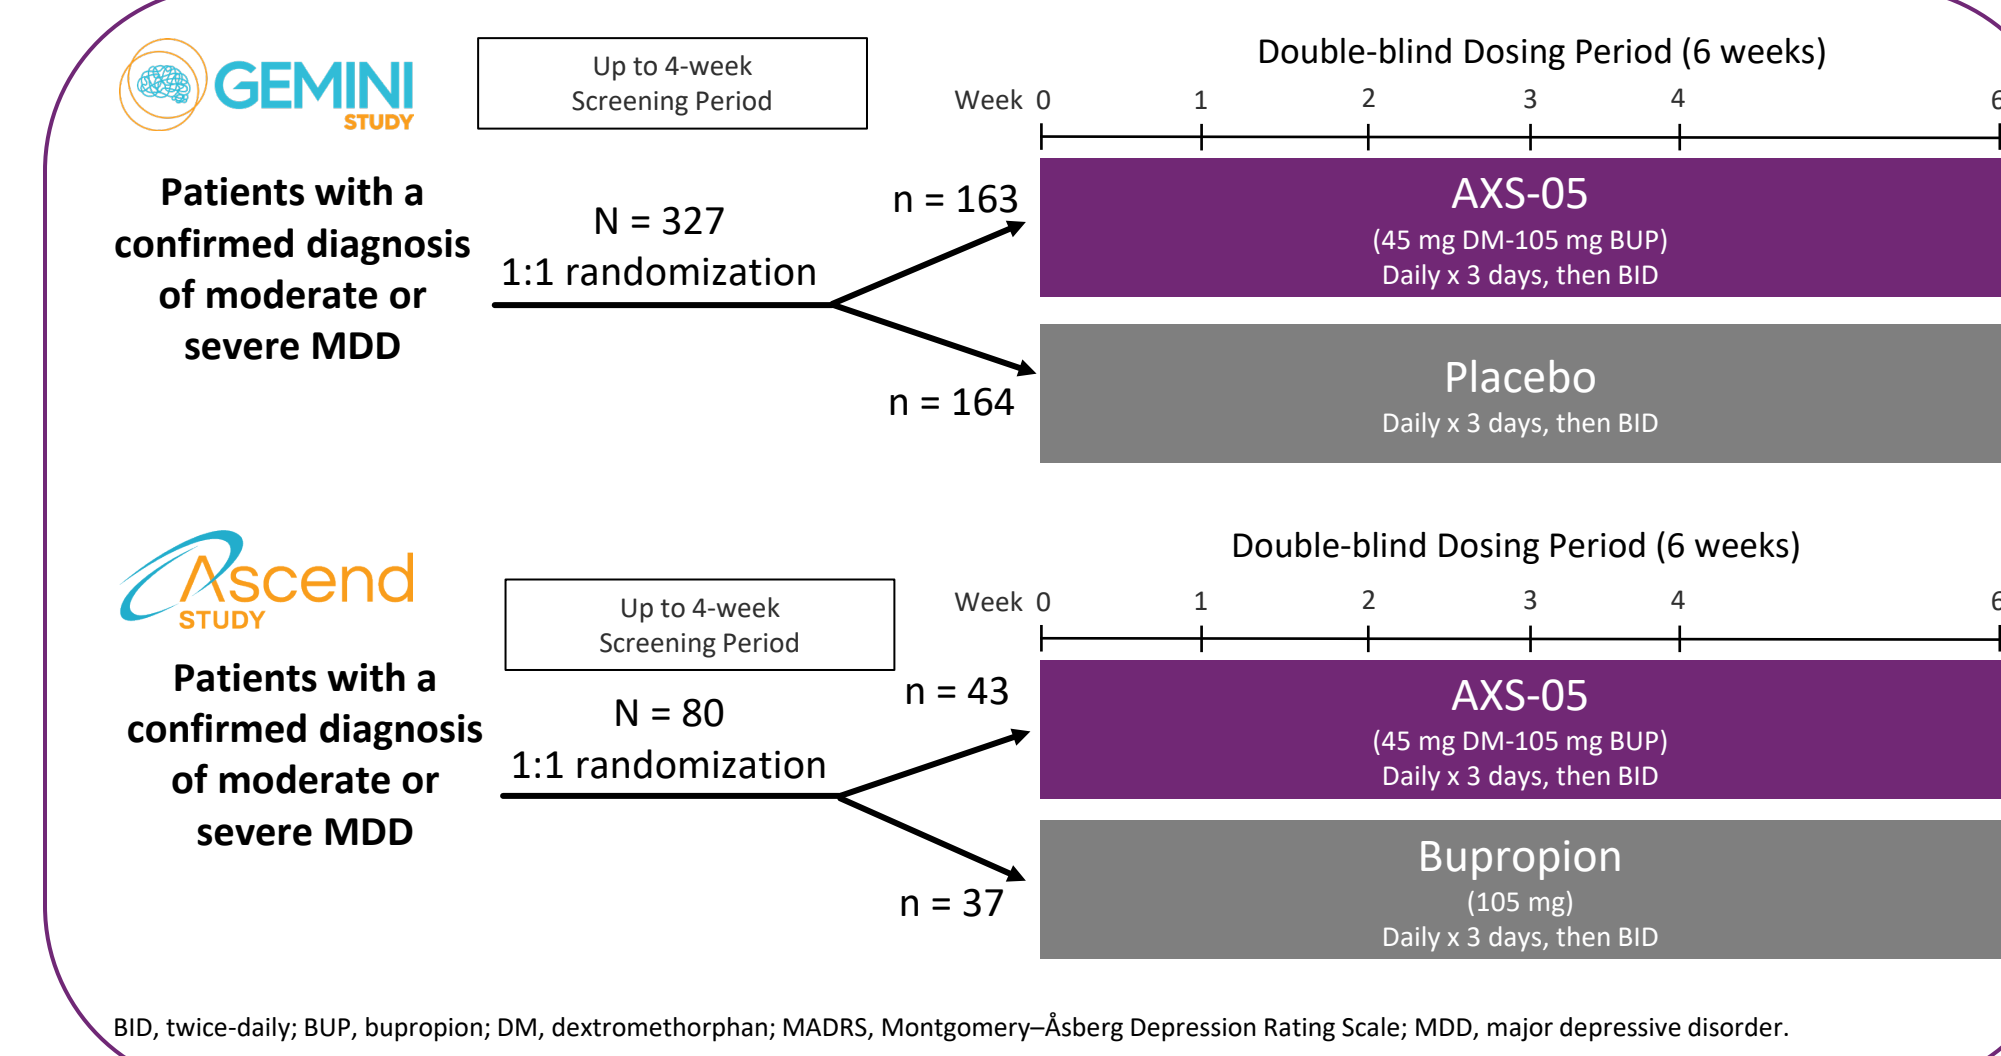 GEMINI
STUDY
Up to 4-week
Screening Period
Double-blind Dosing Period (6 weeks)
Week 0 1 2 3 4 6
Patients with a
confirmed diagnosis
of moderate or
severe MDD
N = 327
1:1 randomization
n = 163
n = 164
AXS-05
(45 mg DM-105 mg BUP)
Daily x 3 days, then BID
Placebo
Daily x 3 days, then BID
Ascend
STUDY
Up to 4-week
Screening Period
Double-blind Dosing Period (6 weeks)
Week 0 1 2 3 4 6
Patients with a
confirmed diagnosis
of moderate or
severe MDD
N = 80
1:1 randomization
n = 43
n = 37
AXS-05
(45 mg DM-105 mg BUP)
Daily x 3 days, then BID
Bupropion
(105 mg)
Daily x 3 days, then BID
BID, twice-daily; BUP, bupropion; DM, dextromethorphan; MADRS, Montgomery–Åsberg Depression Rating Scale; MDD, major depressive disorder.